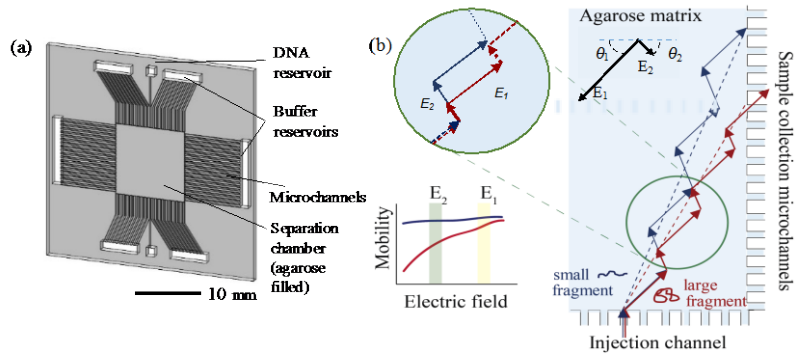 (a)
DNA
reservoir
Buffer
reservoirs
Microchannels
Separation
chamber
(agarose
filled)
10 mm
(b)
E₂
E₁
E₂
E₁
Mobility
Electric field
Agarose matrix
θ₁
θ₂
E₂
E₁
small
fragment
large
fragment
Injection channel
Sample collection microchannels